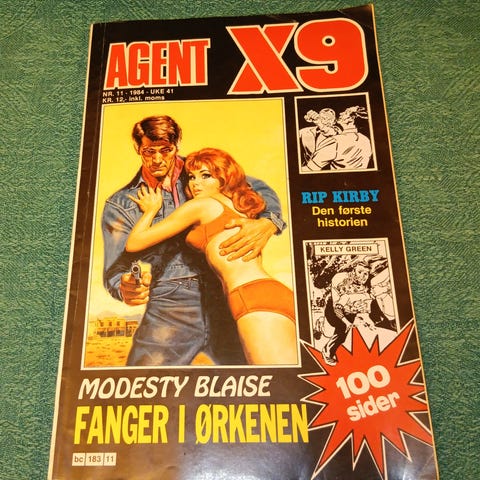 AGENT X9
NR. 11 - 1984 - UKE 41
KR. 12,- inkl. moms
RIP KIRBY
Den første
historien
KELLY GREEN
100
sider
MODESTY BLAISE
FANGER I ØRKENEN
bc 183 11